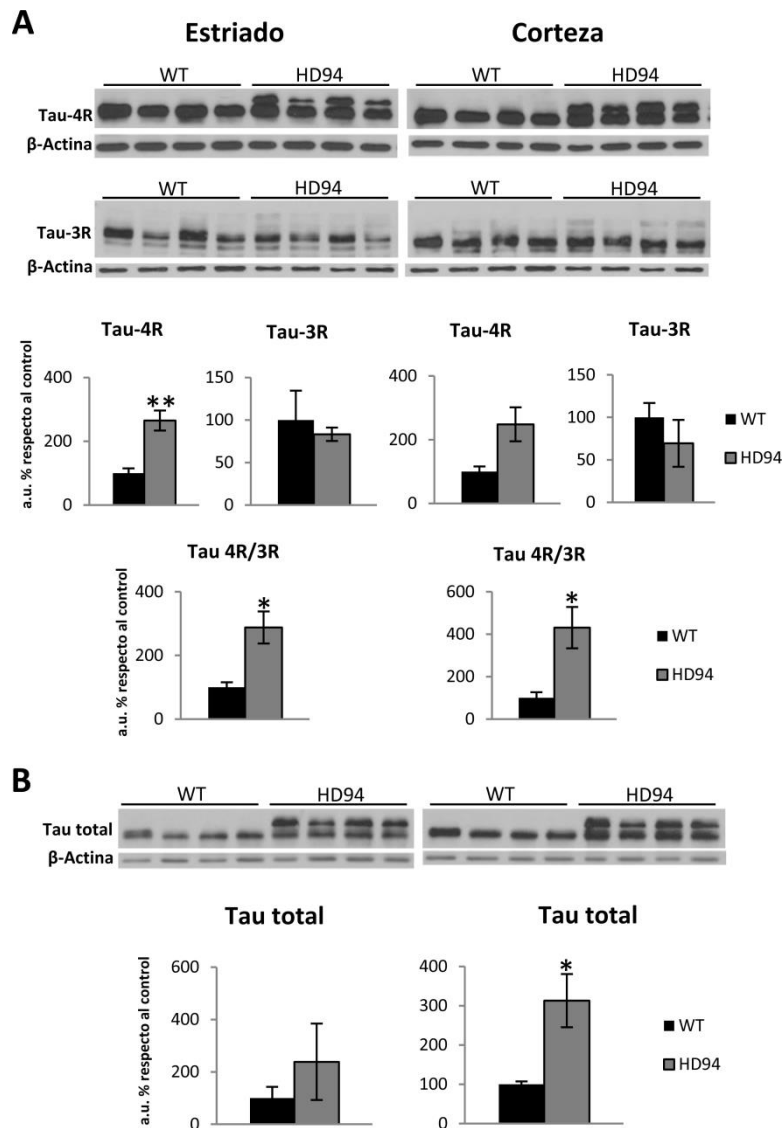 A
Estriado
Corteza
WT
HD94
WT
HD94
Tau-4R
β-Actina
WT
HD94
WT
HD94
Tau-3R
β-Actina
Tau-4R
Tau-3R
Tau-4R
Tau-3R
a.u. % respecto al control
400
200
0
**
150
100
50
0
400
200
0
150
100
50
0
WT
HD94
Tau 4R/3R
Tau 4R/3R
a.u. % respecto al control
400
200
0
*
600
400
200
0
*
WT
HD94
B
WT
HD94
WT
HD94
Tau total
β-Actina
Tau total
Tau total
a.u. % respecto al control
600
400
200
0
400
300
200
100
0
*
WT
HD94